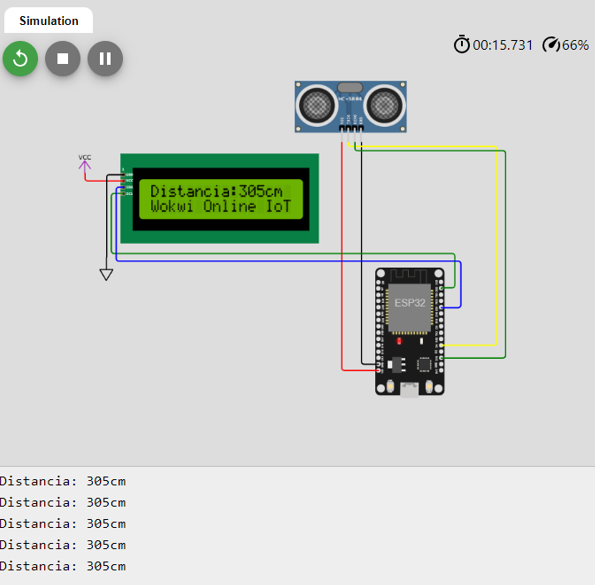 Simulation
00:15.731 66%
HC-SR04
VCC
Distancia:305cm
Wokwi Online IoT
ESP32
Distancia: 305cm
Distancia: 305cm
Distancia: 305cm
Distancia: 305cm
Distancia: 305cm